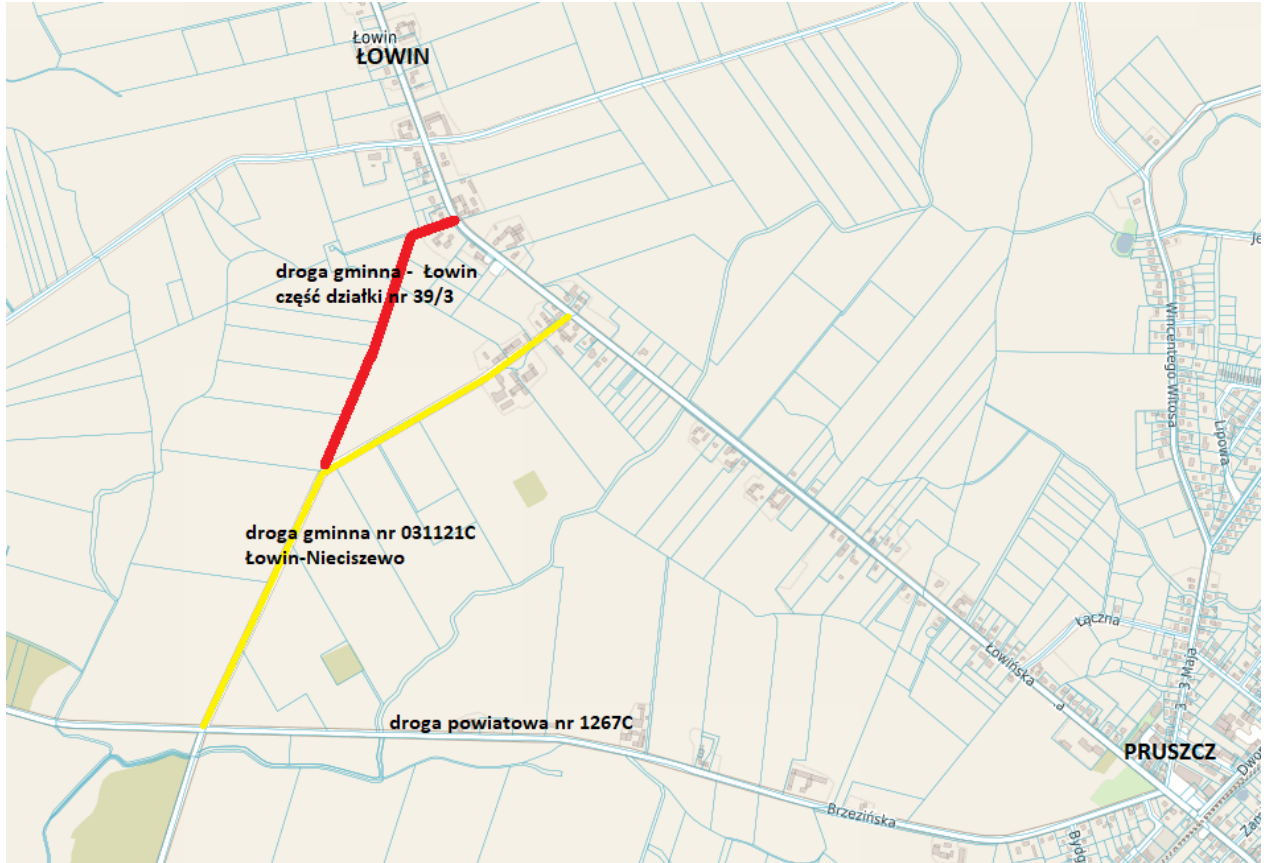 Łowin
ŁOWIN
droga gminna - Łowin
część działki nr 39/3
Wincentego Witosa
Lipowa
droga gminna nr 031121C
Łowin-Nieciszewo
Łączna
Łowińska
3 Maja
droga powiatowa nr 1267C
PRUSZCZ
Brzezińska